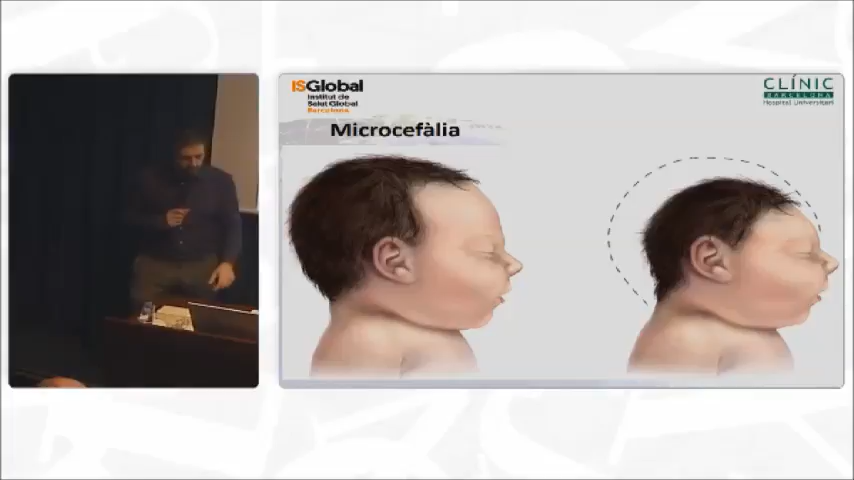 ISGlobal
Institut de
Salut Global
Barcelona
CLÍNIC
BARCELONA
Hospital Universitari
Microcefàlia